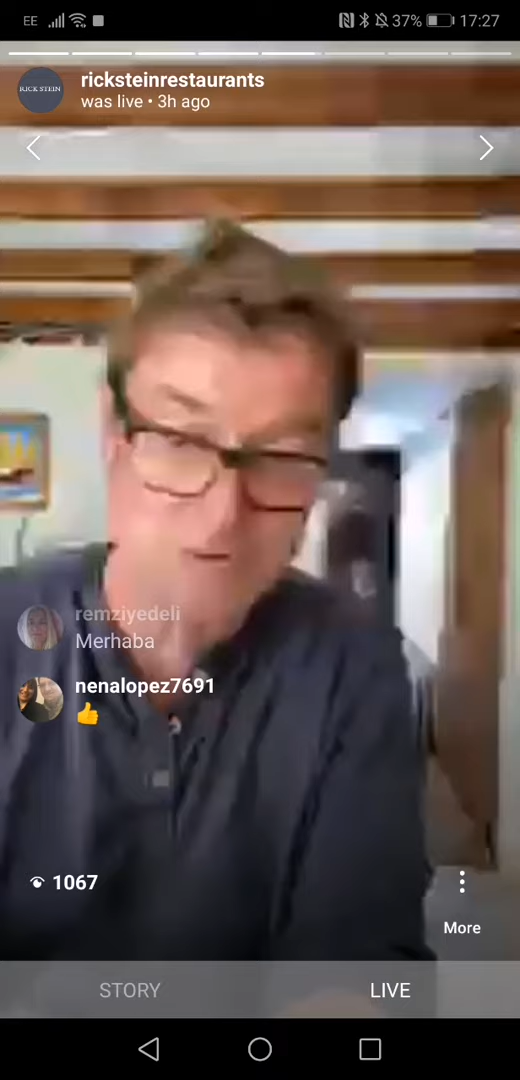 EE 37% 17:27
RICK STEIN
ricksteinrestaurants
was live • 3h ago
remziyedeli
Merhaba
nenalopez7691
👍
1067
More
STORY LIVE